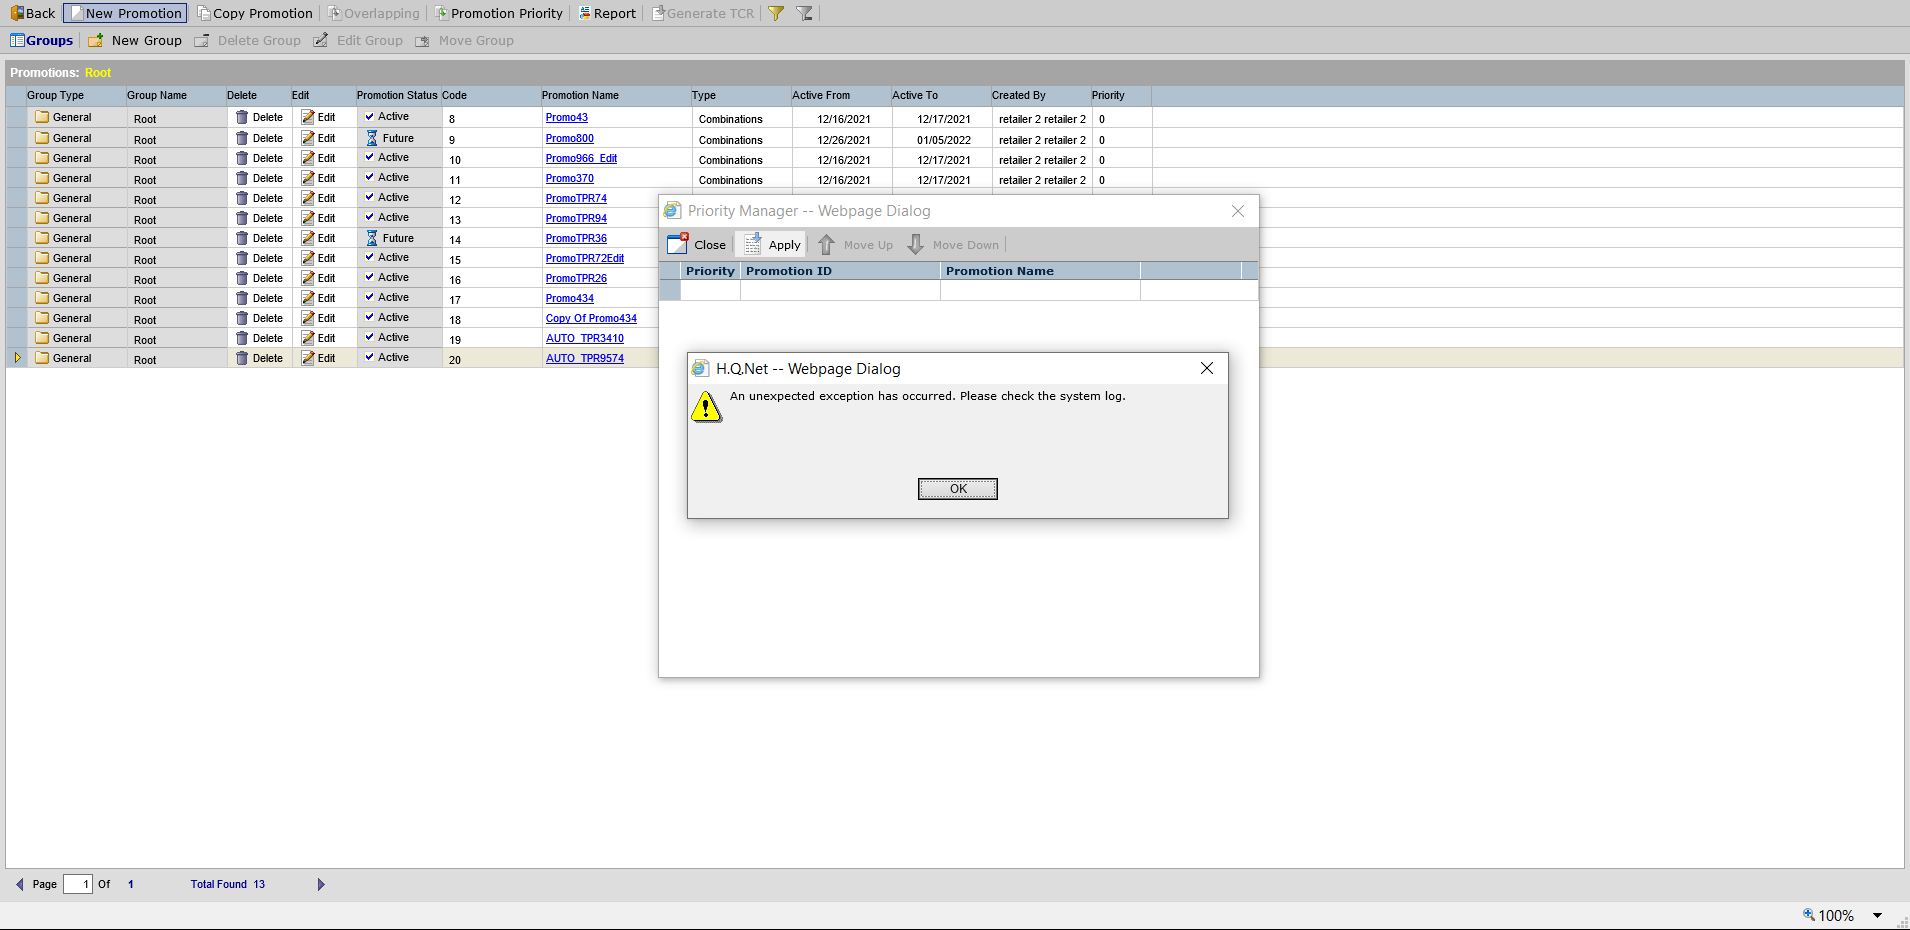 Back New Promotion Copy Promotion Overlapping Promotion Priority Report Generate TCR
Groups New Group Delete Group Edit Group Move Group
Promotions: Root
Group Type Group Name Delete Edit Promotion Status Code Promotion Name Type Active From Active To Created By Priority
General Root Delete Edit Active 8 Promo43 Combinations 12/16/2021 12/17/2021 retailer 2 retailer 2 0
General Root Delete Edit Future 9 Promo800 Combinations 12/26/2021 01/05/2022 retailer 2 retailer 2 0
General Root Delete Edit Active 10 Promo966_Edit Combinations 12/16/2021 12/17/2021 retailer 2 retailer 2 0
General Root Delete Edit Active 11 Promo370 Combinations 12/16/2021 12/17/2021 retailer 2 retailer 2 0
General Root Delete Edit Active 12 PromoTPR74
General Root Delete Edit Active 13 PromoTPR94
General Root Delete Edit Future 14 PromoTPR36
General Root Delete Edit Active 15 PromoTPR72Edit
General Root Delete Edit Active 16 PromoTPR26
General Root Delete Edit Active 17 Promo434
General Root Delete Edit Active 18 Copy Of Promo434
General Root Delete Edit Active 19 AUTO_TPR3410
General Root Delete Edit Active 20 AUTO_TPR9574
Priority Manager -- Webpage Dialog
Close Apply Move Up Move Down
Priority Promotion ID Promotion Name
H.Q.Net -- Webpage Dialog
An unexpected exception has occurred. Please check the system log.
OK
Page 1 Of 1 Total Found 13
100%